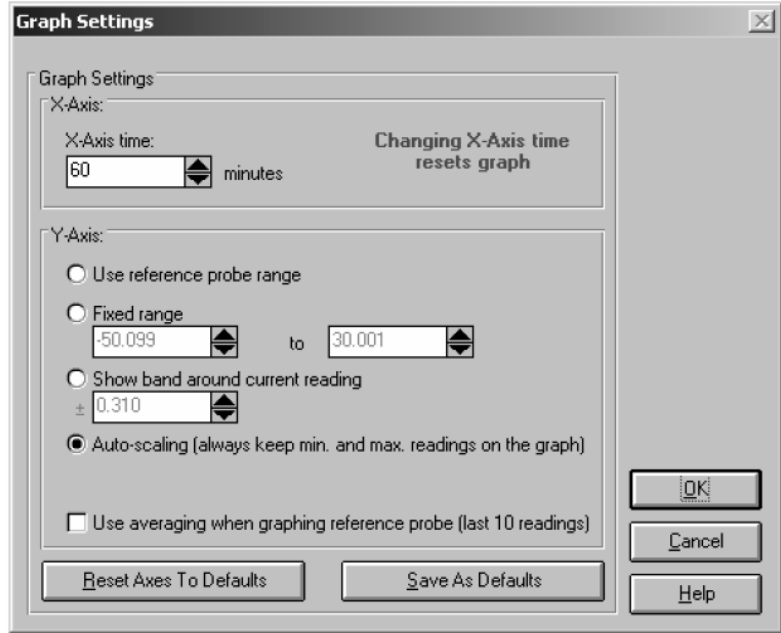 Graph Settings
Graph Settings
X-Axis:
X-Axis time:
60 minutes
Changing X-Axis time
resets graph
Y-Axis:
Use reference probe range
Fixed range
-50.099 to 30.001
Show band around current reading
± 0.310
Auto-scaling (always keep min. and max. readings on the graph)
Use averaging when graphing reference probe (last 10 readings)
Reset Axes To Defaults
Save As Defaults
OK
Cancel
Help